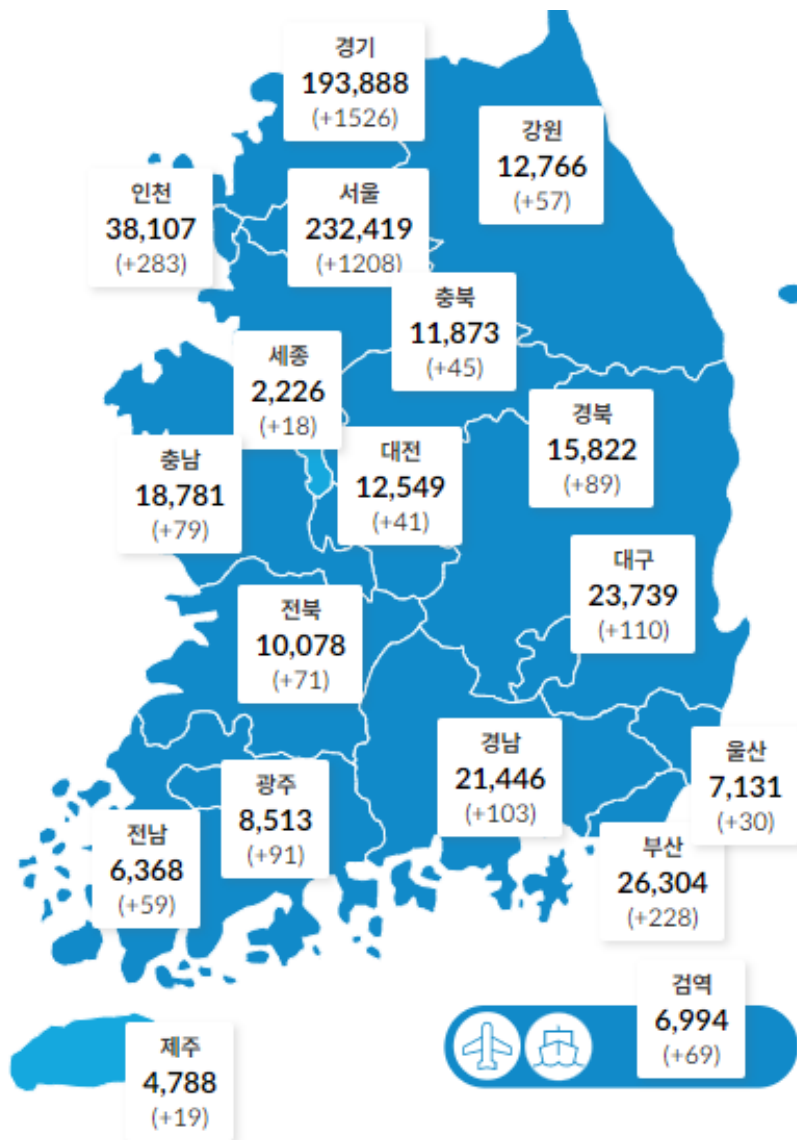 경기
193,888
(+1526)
강원
12,766
(+57)
인천
38,107
(+283)
서울
232,419
(+1208)
충북
11,873
(+45)
세종
2,226
(+18)
경북
15,822
(+89)
충남
18,781
(+79)
대전
12,549
(+41)
대구
23,739
(+110)
전북
10,078
(+71)
경남
21,446
(+103)
울산
7,131
(+30)
광주
8,513
(+91)
전남
6,368
(+59)
부산
26,304
(+228)
검역
6,994
(+69)
제주
4,788
(+19)